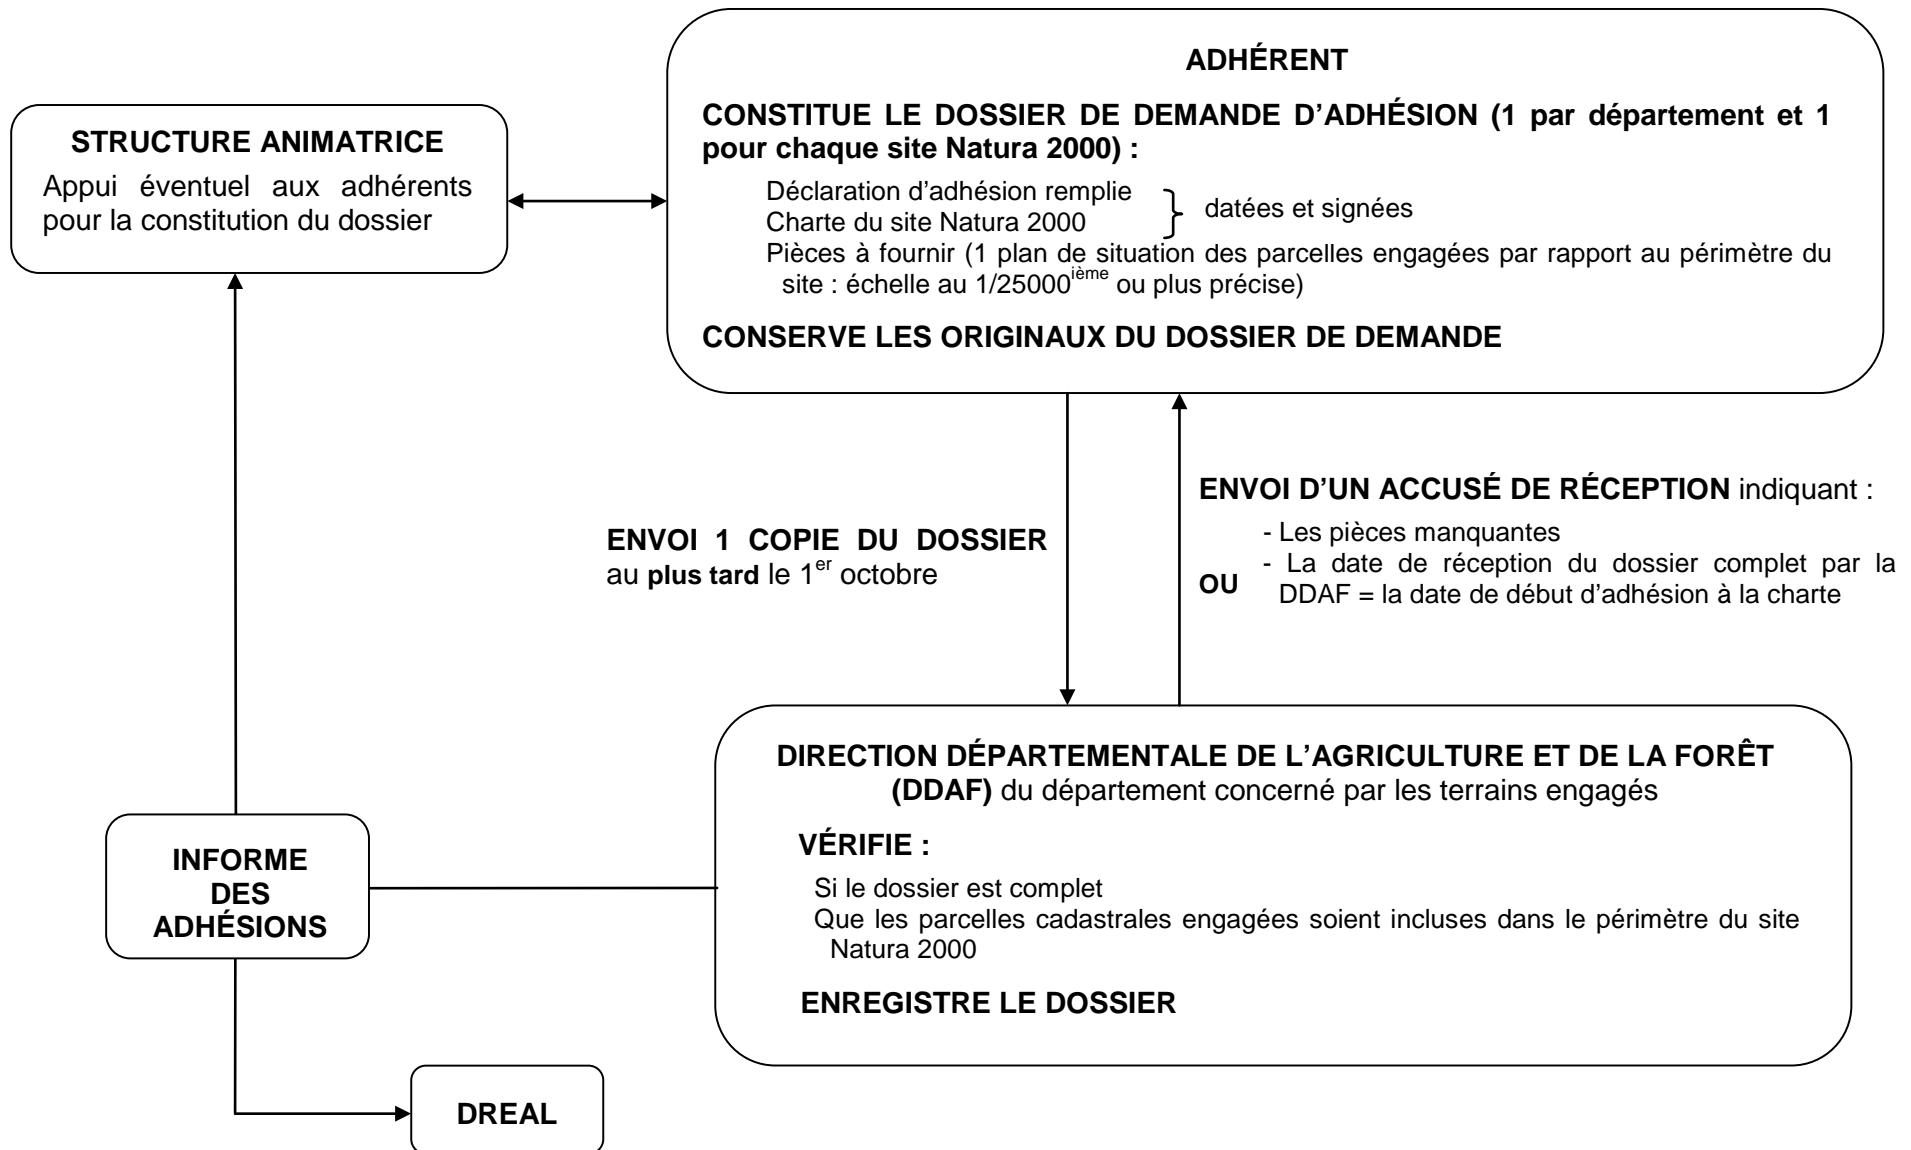 ADHÉRENT
CONSTITUE LE DOSSIER DE DEMANDE D’ADHÉSION (1 par département et 1
pour chaque site Natura 2000) :
Déclaration d’adhésion remplie
Charte du site Natura 2000
datées et signées
Pièces à fournir (1 plan de situation des parcelles engagées par rapport au périmètre du
site : échelle au 1/25000ième ou plus précise)
CONSERVE LES ORIGINAUX DU DOSSIER DE DEMANDE
STRUCTURE ANIMATRICE
Appui éventuel aux adhérents
pour la constitution du dossier
ENVOI 1 COPIE DU DOSSIER
au plus tard le 1er octobre
ENVOI D’UN ACCUSÉ DE RÉCEPTION indiquant :
- Les pièces manquantes
OU
- La date de réception du dossier complet par la
DDAF = la date de début d’adhésion à la charte
DIRECTION DÉPARTEMENTALE DE L’AGRICULTURE ET DE LA FORÊT
(DDAF) du département concerné par les terrains engagés
VÉRIFIE :
Si le dossier est complet
Que les parcelles cadastrales engagées soient incluses dans le périmètre du site
Natura 2000
ENREGISTRE LE DOSSIER
INFORME
DES
ADHÉSIONS
DREAL